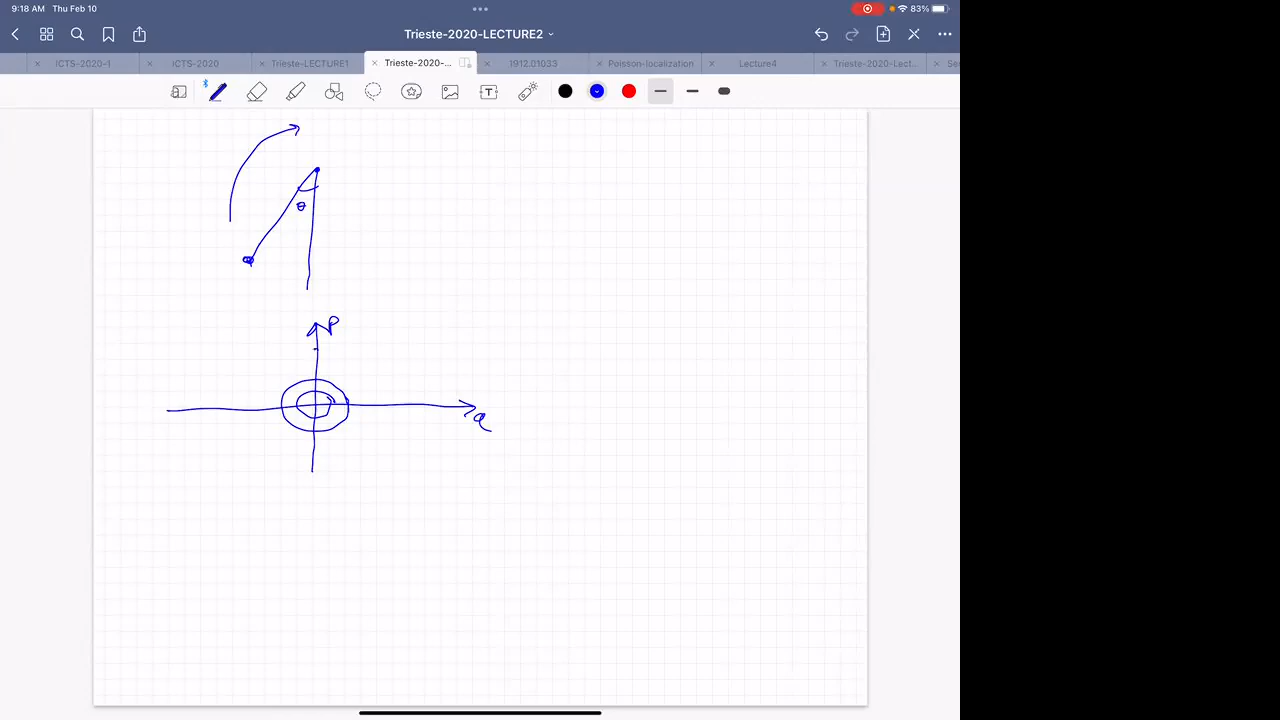 9:18 AM Thu Feb 10
83%
Trieste-2020-LECTURE2
ICTS-2020-1
ICTS-2020
Trieste-LECTURE1
Trieste-2020-...
1912.01033
Poisson-localization
Lecture4
Trieste-2020-Lect...
Se
T
θ
P
q